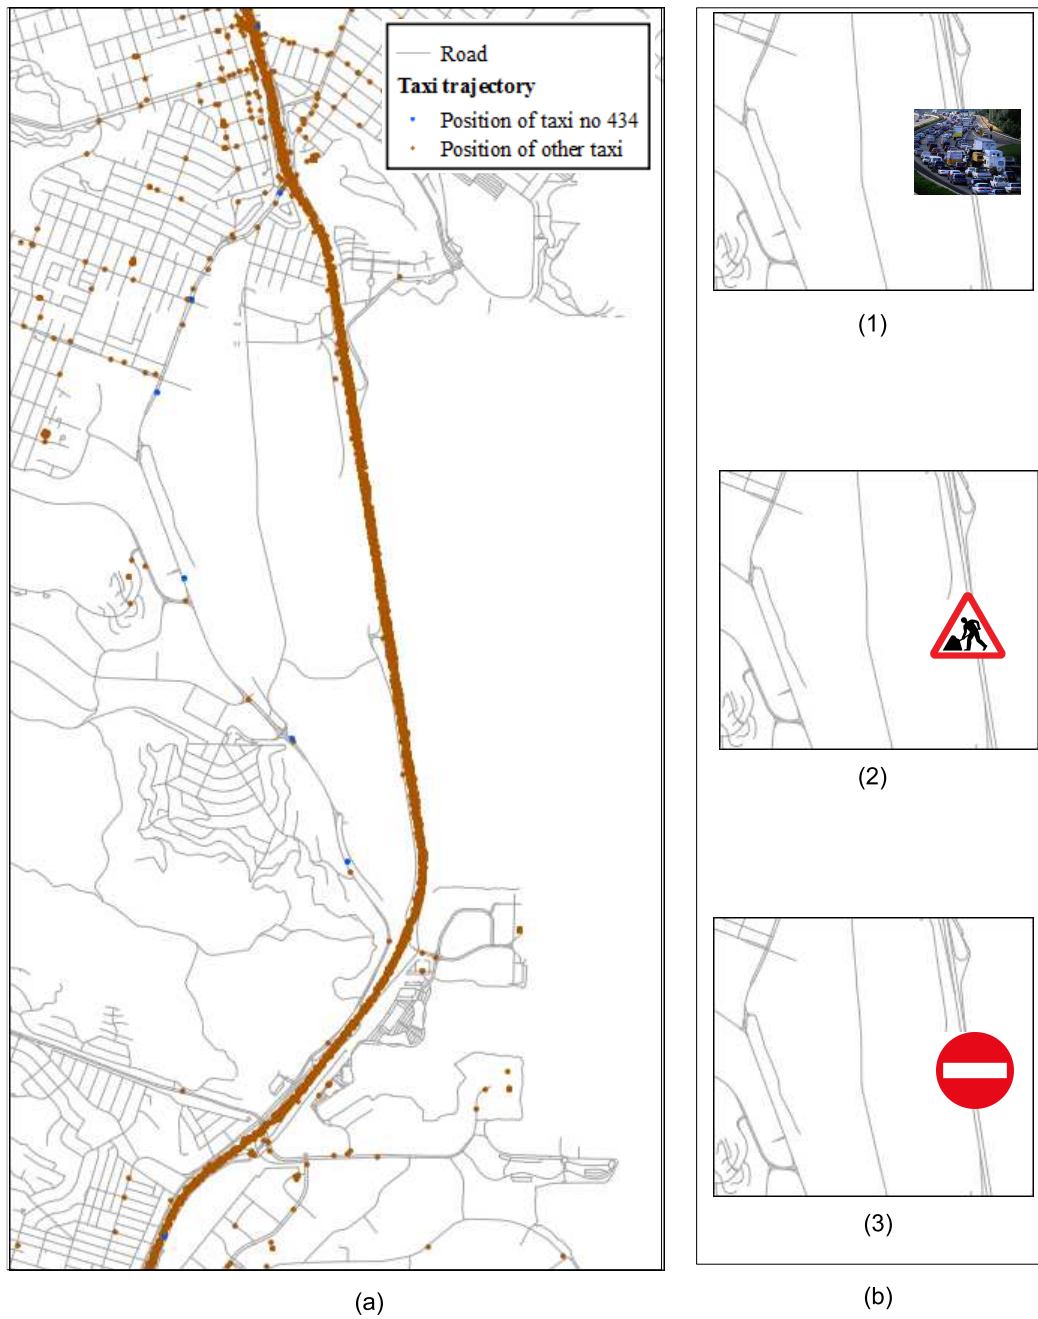 Road
Taxi trajectory
Position of taxi no 434
Position of other taxi
(1)
(2)
(3)
(a)
(b)